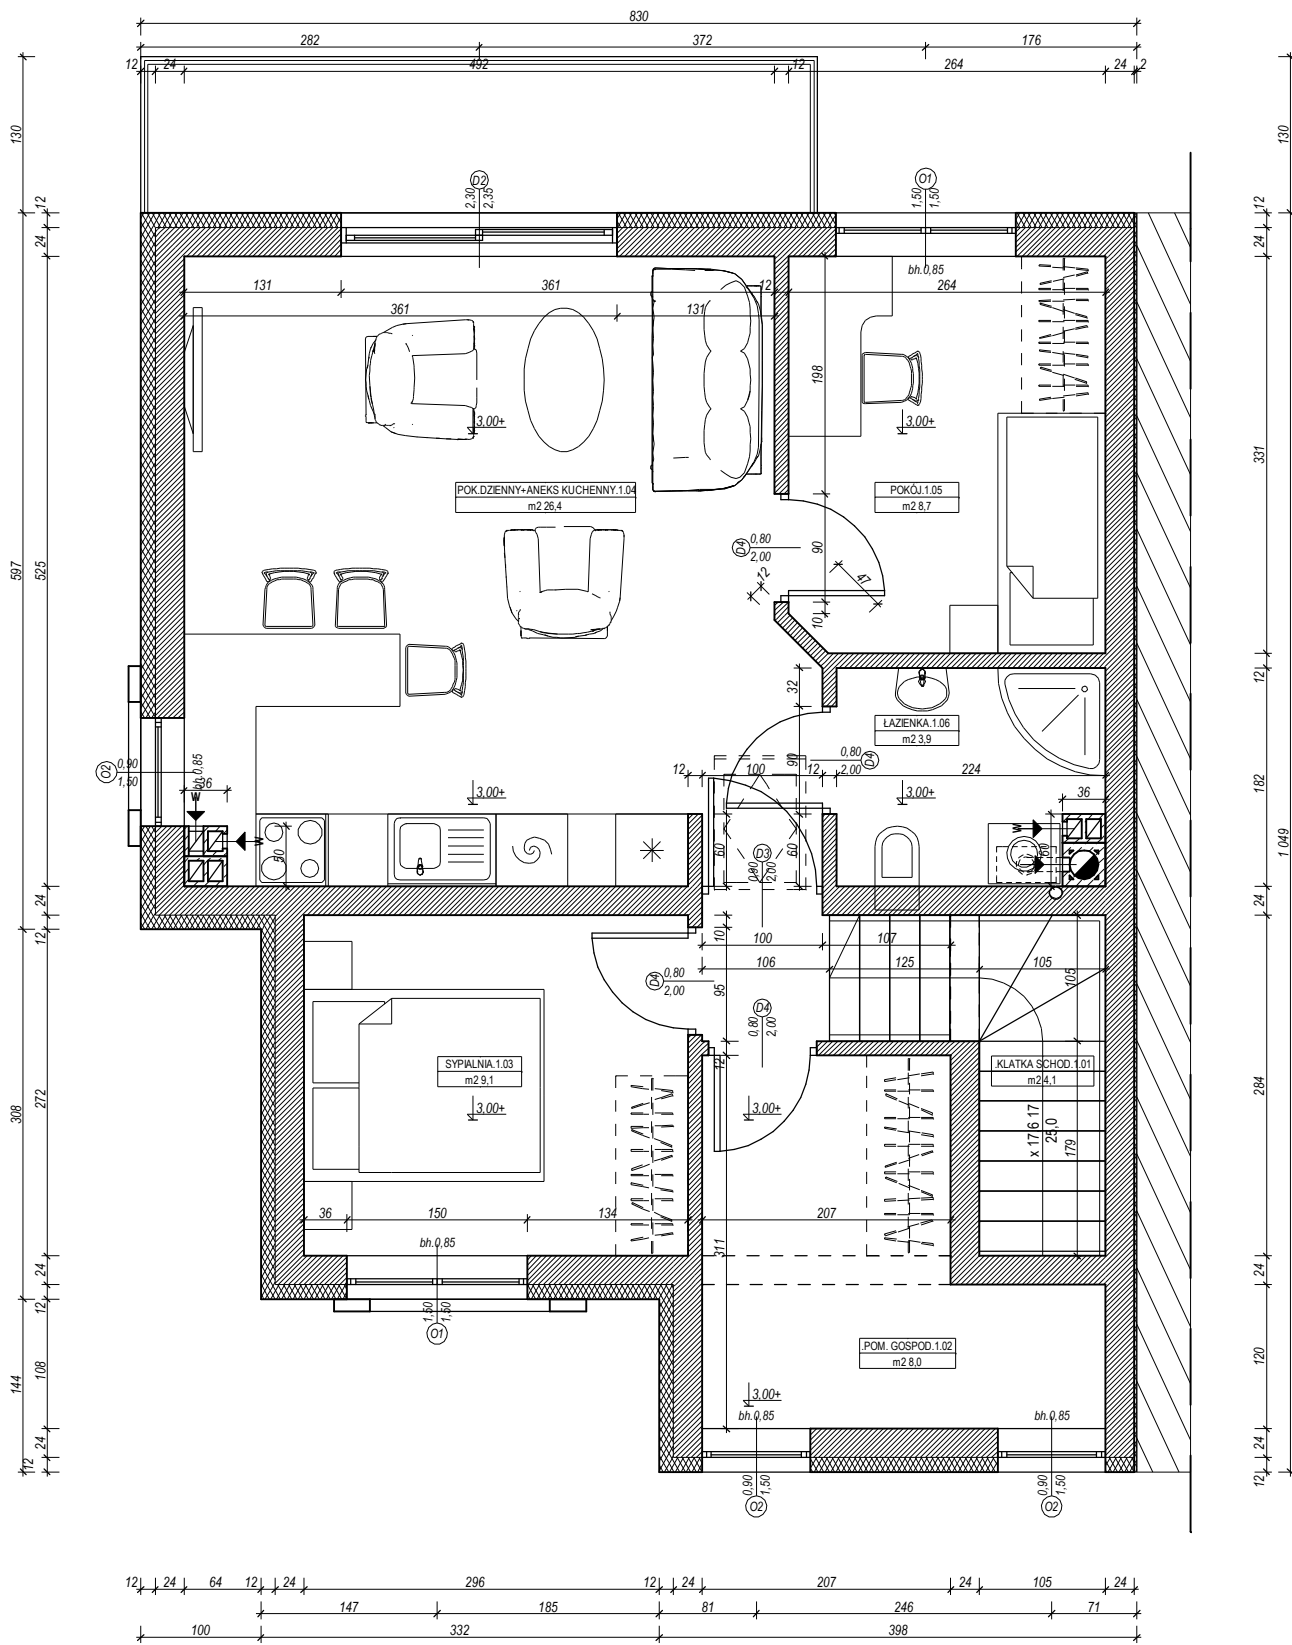 830
282 372 176
12 24 492 12 264 24 2
130
130
D2
2,30
2,35
O1
1,50
1,50
12
24
12
24
bh.0,85
131 361 12 264
361 131
198
3,00+
3,00+
331
POK.DZIENNY+ANEKS KUCHENNY.1.04
m2 26,4
POKÓJ.1.05
m2 8,7
D4
0,80
2,00
90
12
47
10
597
525
32
12
ŁAZIENKA.1.06
m2 3,9
O2
0,90
1,50
bh.0,85
36
90
0,80
2,00
D4
12 100 12 224
182
3,00+
3,00+
36
W
W
W
50
60
60
60
D3
0,90
2,00
1 049
24
12
24
10
100 107
106 125 105
D4
0,80
2,00
95
105
D4
0,80
2,00
12
SYPIALNIA.1.03
m2 9,1
.KLATKA SCHOD.1.01
m2 4,1
308
272
284
3,00+
3,00+
x 17,6 17
25,0
179
36 150 134 207
311
bh.0,85
24
12
24
1,50
1,50
O1
.POM. GOSPOD.1.02
m2 8,0
144
108
120
3,00+
bh.0,85
bh.0,85
24
12
24
12
0,90
1,50
O2
0,90
1,50
O2
12 24 64 12 24 296 12 24 207 24 105 24
147 185 81 246 71
100 332 398